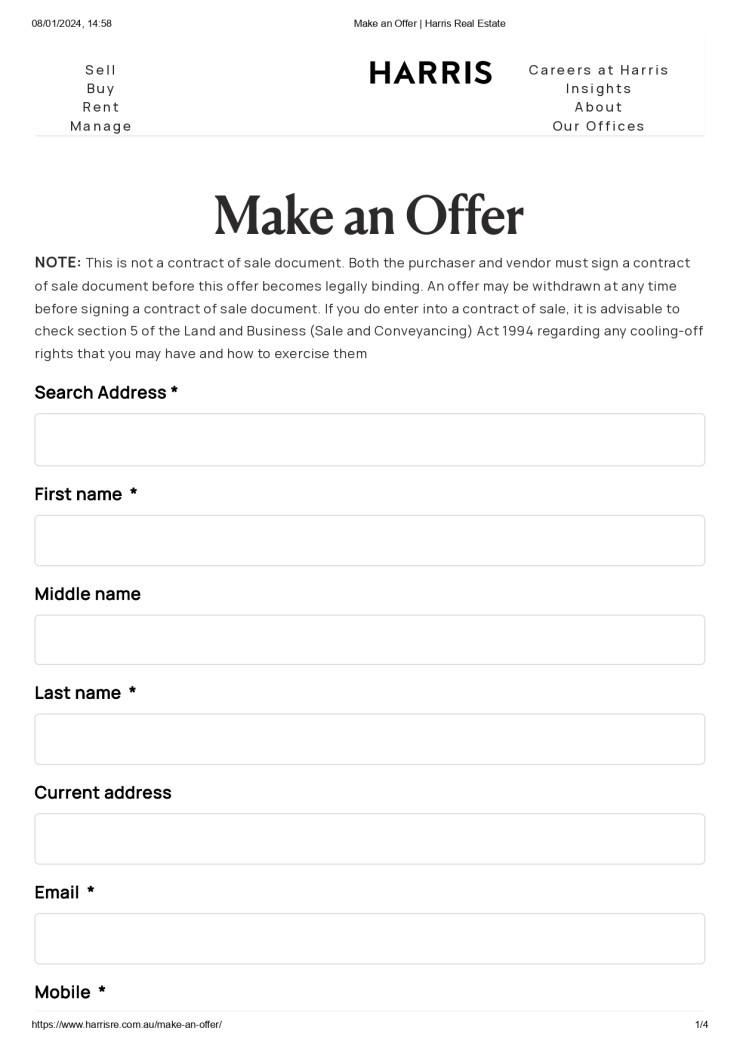 08/01/2024, 14:58
Make an Offer | Harris Real Estate
Sell
Buy
Rent
Manage
HARRIS
Careers at Harris
Insights
About
Our Offices
Make an Offer
NOTE: This is not a contract of sale document. Both the purchaser and vendor must sign a contract
of sale document before this offer becomes legally binding. An offer may be withdrawn at any time
before signing a contract of sale document. If you do enter into a contract of sale, it is advisable to
check section 5 of the Land and Business (Sale and Conveyancing) Act 1994 regarding any cooling-off
rights that you may have and how to exercise them
Search Address *
First name *
Middle name
Last name *
Current address
Email *
Mobile *
https://www.harrisre.com.au/make-an-offer/
1/4